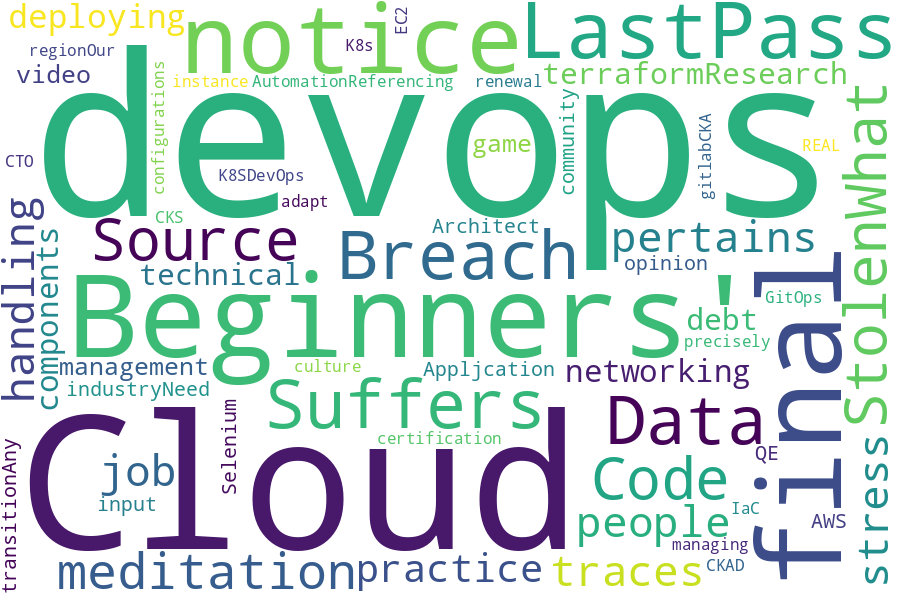 deploying
notice
LastPass
EC2
K8s
regionOur
video
instance
AutomationReferencing
renewal
terraformResearch
devops
configurations
community
game
gitlabCKA
REAL
StolenWhat
CTO
K8SDevOps
adapt
CKS
handling
components
Source
technical
Breach
Architect
pertains
opinion
final
Beginners'
GitOps
debt
precisely
management
industryNeed
culture
Appljcation
networking
Suffers
certification
Data
Cloud
Selenium
job
input
QE
Code
people
IaC
AWS
stress
transitionAny
meditation
practice
traces
managing
CKAD